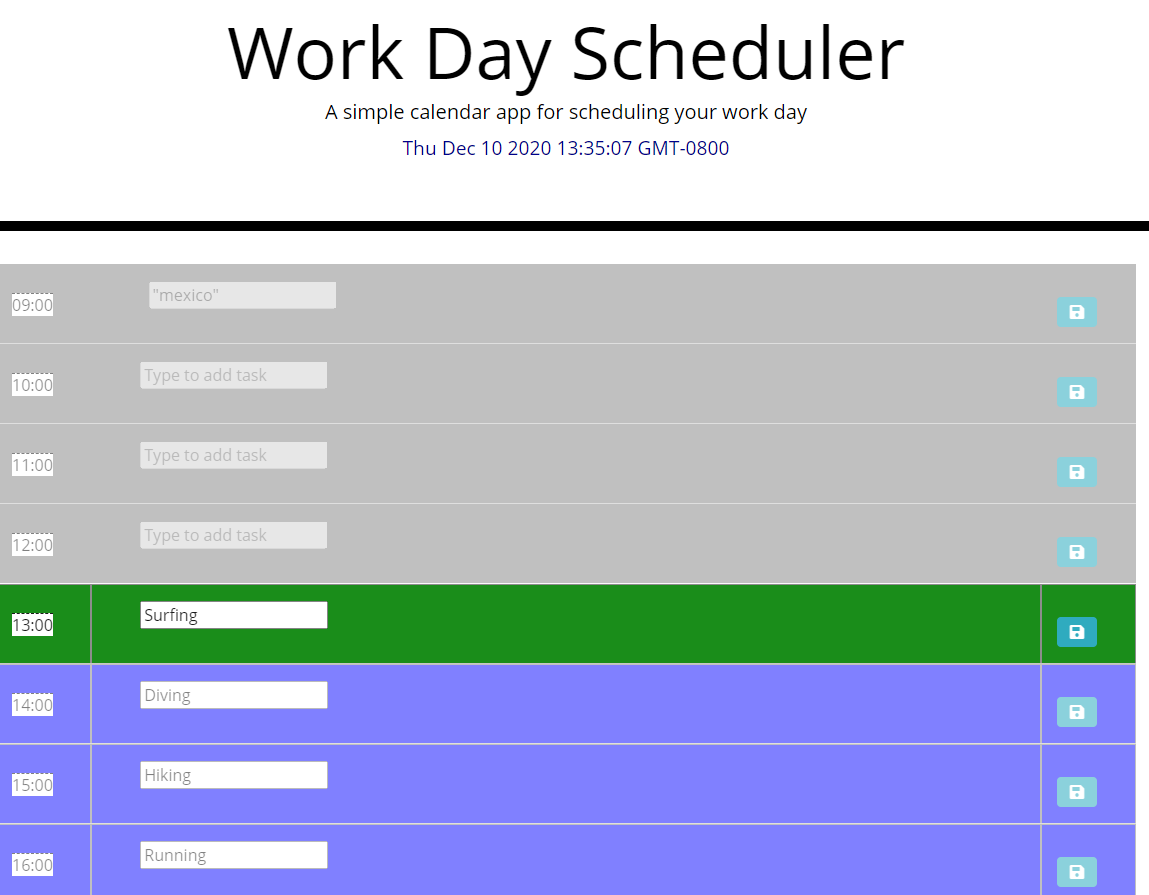 Work Day Scheduler
A simple calendar app for scheduling your work day
Thu Dec 10 2020 13:35:07 GMT-0800
09:00 "mexico"
10:00 Type to add task
11:00 Type to add task
12:00 Type to add task
13:00 Surfing
14:00 Diving
15:00 Hiking
16:00 Running